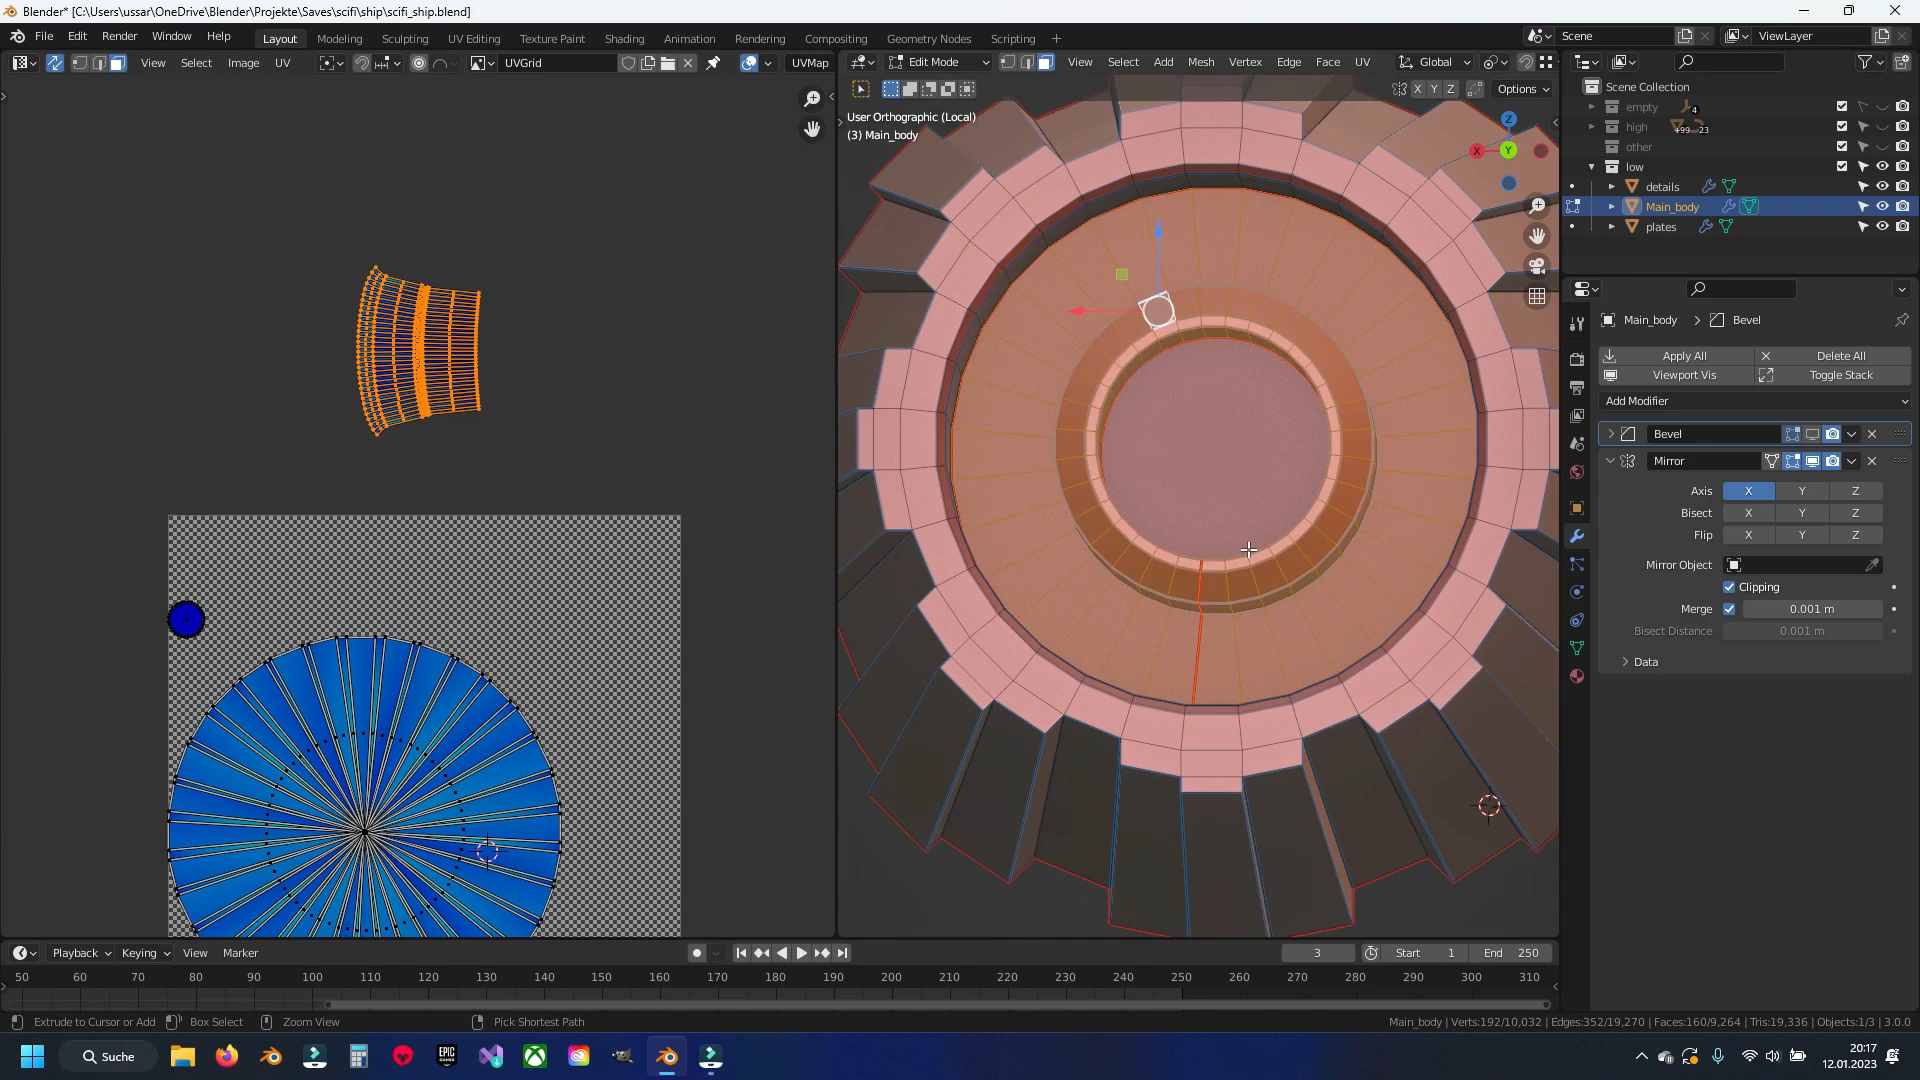 Blender* [C:\Users\ussar\OneDrive\Blender\Projekte\Saves\scifi\ship\scifi_ship.blend]
File Edit Render Window Help Layout Modeling Sculpting UV Editing Texture Paint Shading Animation Rendering Compositing Geometry Nodes Scripting + Scene ViewLayer
View Select Image UV UVGrid UVMap Edit Mode View Select Add Mesh Vertex Edge Face UV Global
X Y Z Options
Scene Collection
User Orthographic (Local)
(3) Main_body
Z
X Y
empty 4
high +99 23
other
low
details
Main_body
plates
Main_body > Bevel
Apply All Delete All
Viewport Vis Toggle Stack
Add Modifier
Bevel
Mirror
Axis X Y Z
Bisect X Y Z
Flip X Y Z
Mirror Object
Clipping
Merge 0.001 m
Bisect Distance 0.001 m
Data
Playback Keying View Marker 3 Start 1 End 250
50 60 70 80 90 100 110 120 130 140 150 160 170 180 190 200 210 220 230 240 250 260 270 280 290 300 310
Extrude to Cursor or Add Box Select Zoom View Pick Shortest Path Main_body | Verts:192/10,032 | Edges:352/19,270 | Faces:160/9,264 | Tris:19,336 | Objects:1/3 | 3.0.0
Suche EPIC GAMES 20:17
12.01.2023